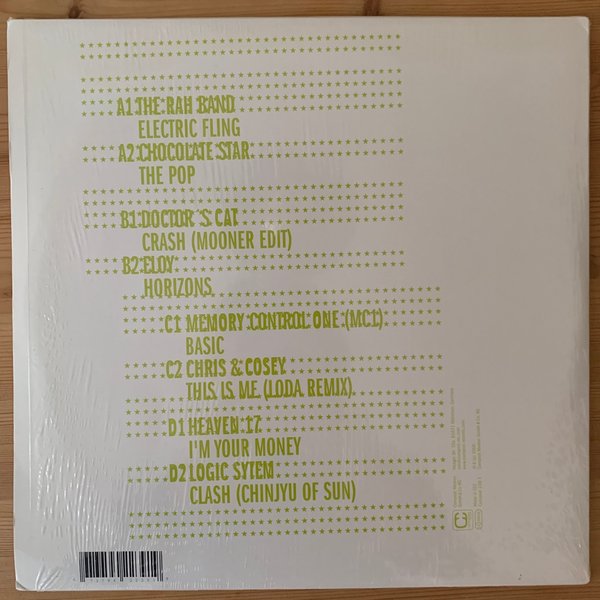 A1 THE RAH BAND
ELECTRIC FLING
A2 CHOCOLATE STAR
THE POP
B1 DOCTOR´S CAT
CRASH (MOONER EDIT)
B2 ELOY
HORIZONS
C1 MEMORY CONTROL ONE (MC1)
BASIC
C2 CHRIS & COSEY
THIS IS ME (LODA REMIX)
D1 HEAVEN 17
I'M YOUR MONEY
D2 LOGIC SYTEM
CLASH (CHINJYU OF SUN)